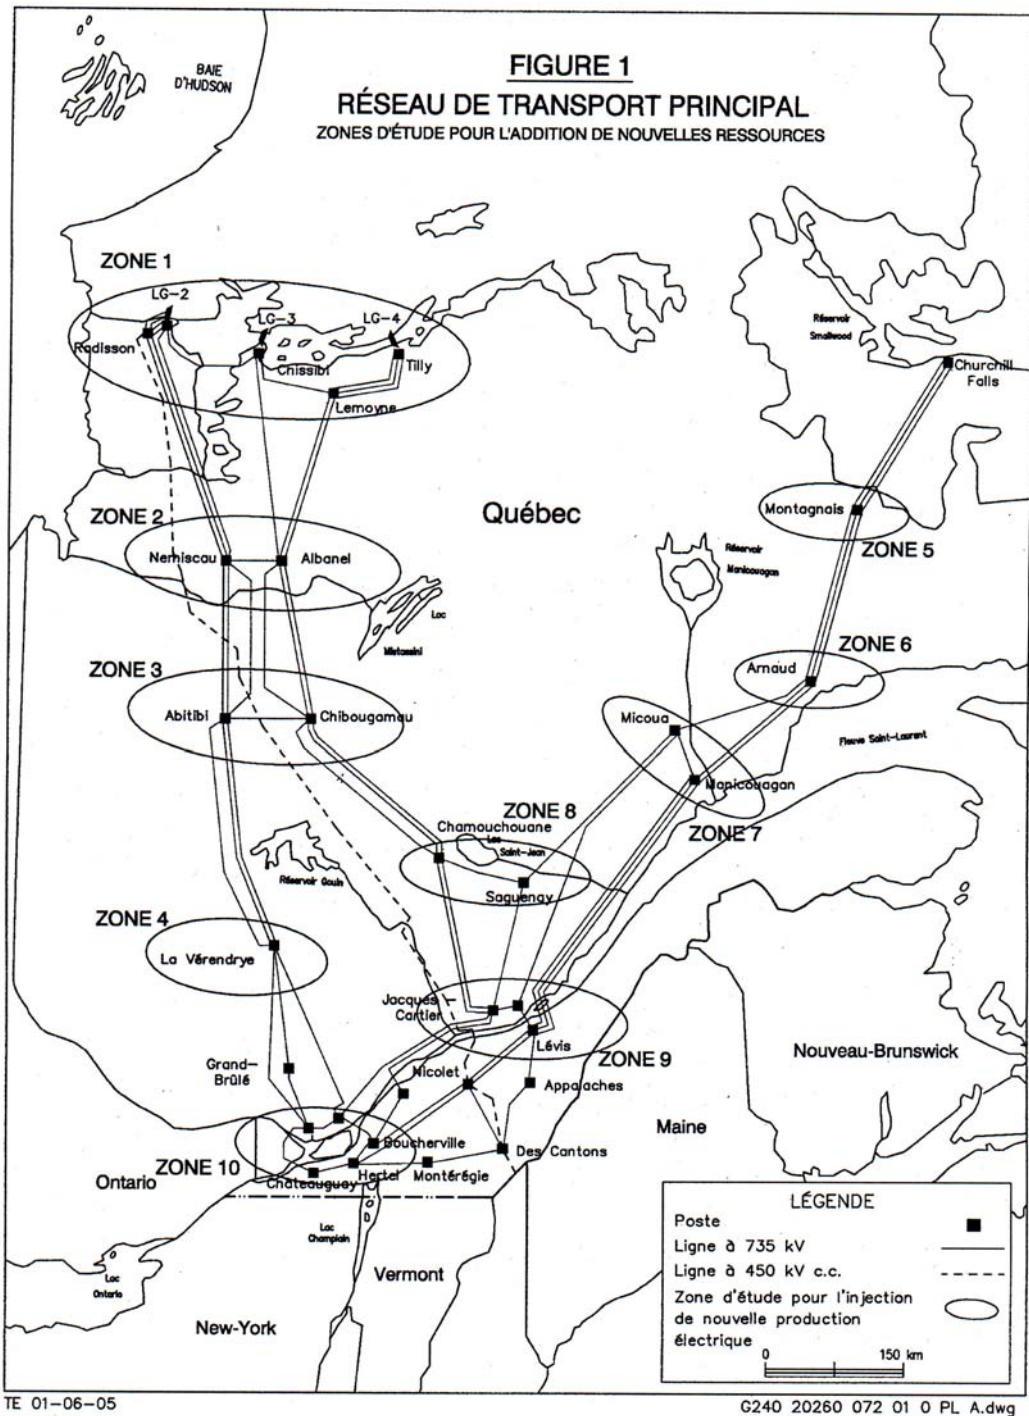 FIGURE 1
RÉSEAU DE TRANSPORT PRINCIPAL
ZONES D'ÉTUDE POUR L'ADDITION DE NOUVELLES RESSOURCES
BAIE
D'HUDSON
ZONE 1
LG-2
LG-3
LG-4
Radisson
Chissibi
Tilly
Lemoyne
Réservoir
Smallwood
Churchill
Falls
ZONE 2
Québec
Montagnais
ZONE 5
Nemiscau
Albanel
Réservoir
Manicouagan
Lac
Mistassini
ZONE 3
ZONE 6
Arnaud
Abitibi
Chibougamau
Micoua
Fleuve Saint-Laurent
Manicouagan
ZONE 8
ZONE 7
Chamouchouane
Lac
Saint-Jean
Réservoir Gouin
Saguenay
ZONE 4
La Vérendrye
Jacques
Cartier
Lévis
ZONE 9
Nouveau-Brunswick
Grand-
Brûlé
Nicolet
Appalaches
Maine
Boucherville
Des Cantons
ZONE 10
Hertel
Montérégie
Châteauguay
Ontario
Lac
Champlain
Lac
Ontario
Vermont
New-York
LÉGENDE
Poste
Ligne à 735 kV
Ligne à 450 kV c.c.
Zone d'étude pour l'injection
de nouvelle production
électrique
0 150 km
TE 01-06-05
G240 20260 072 01 0 PL A.dwg